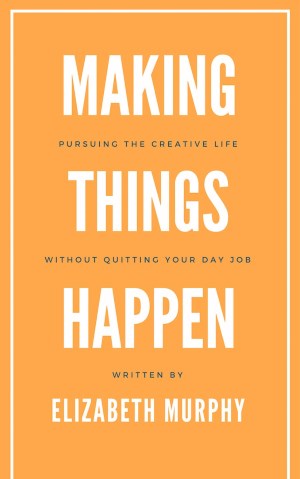 MAKING
PURSUING THE CREATIVE LIFE
THINGS
WITHOUT QUITTING YOUR DAY JOB
HAPPEN
WRITTEN BY
ELIZABETH MURPHY